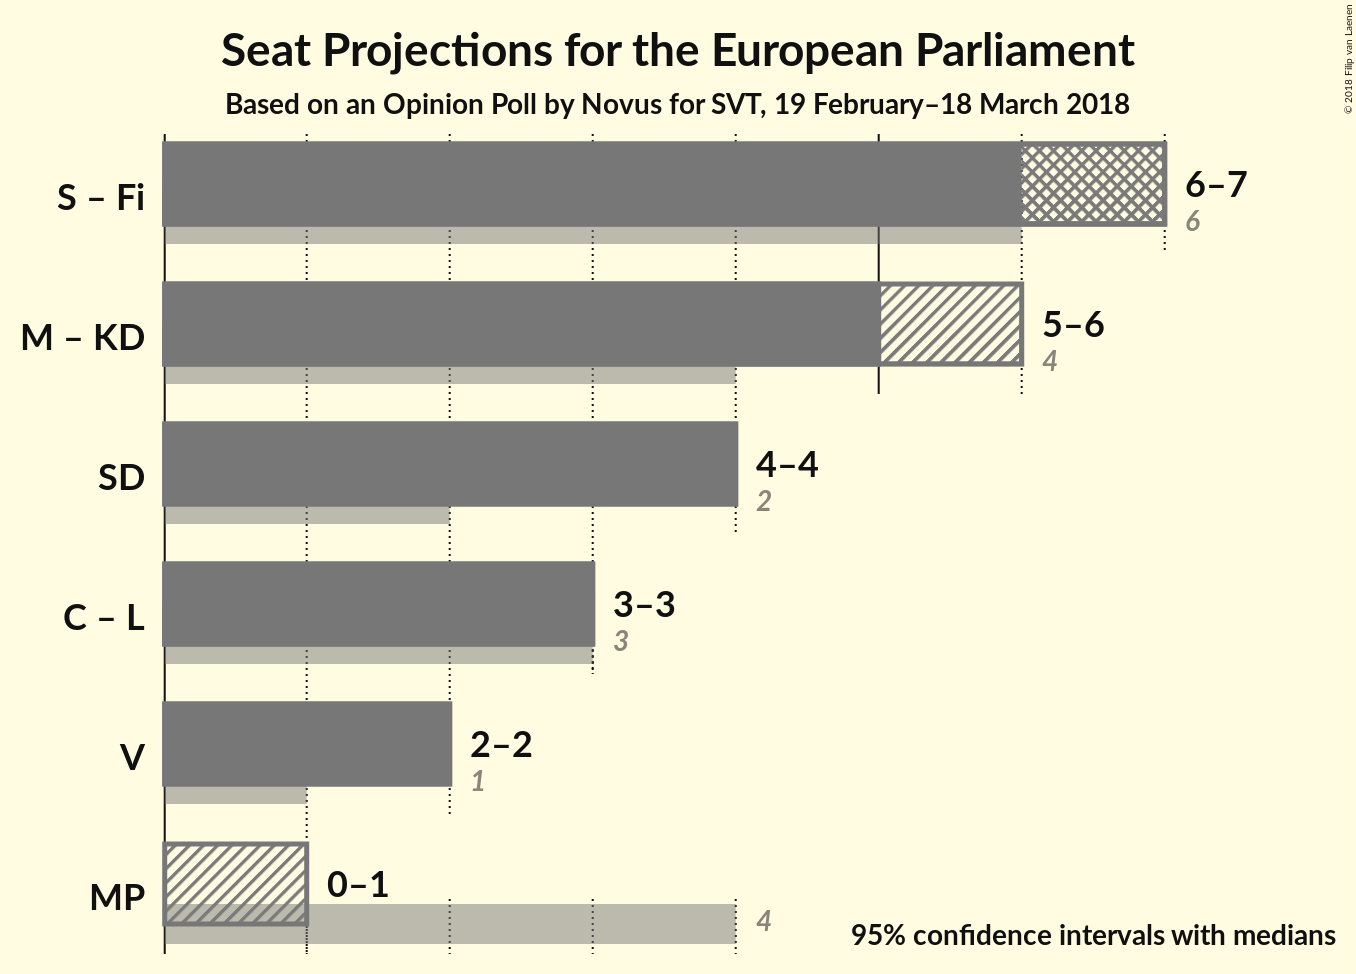 Seat Projections for the European Parliament
Based on an Opinion Poll by Novus for SVT, 19 February–18 March 2018
© 2018 Filip van Laenen
S – Fi
6–7
6
M – KD
5–6
4
SD
4–4
2
C – L
3–3
3
V
2–2
1
MP
0–1
4
95% confidence intervals with medians